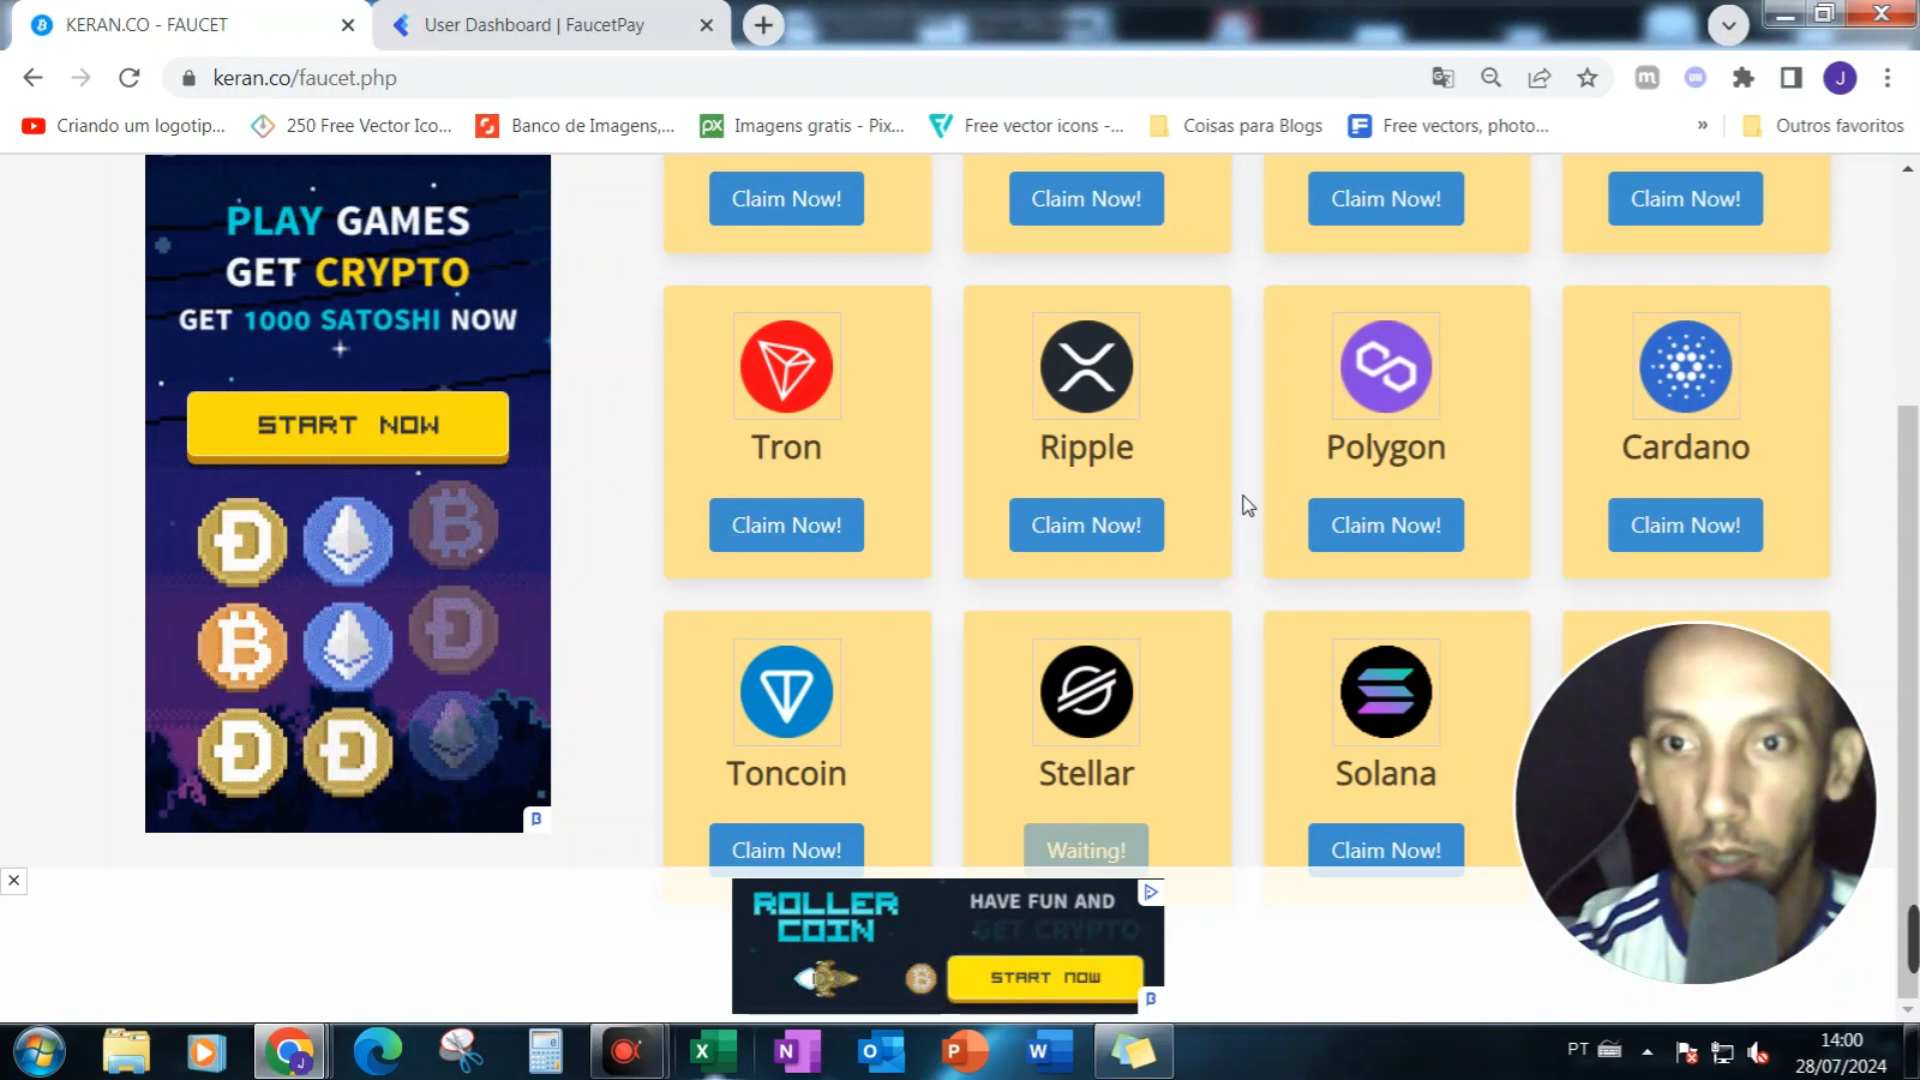 KERAN.CO - FAUCET
User Dashboard | FaucetPay
keran.co/faucet.php
Criando um logotip...
250 Free Vector Ico...
Banco de Imagens,...
Imagens gratis - Pix...
Free vector icons -...
Coisas para Blogs
Free vectors, photo...
»
Outros favoritos
PLAY GAMES
GET CRYPTO
GET 1000 SATOSHI NOW
START NOW
Claim Now!
Claim Now!
Claim Now!
Claim Now!
Tron
Ripple
Polygon
Cardano
Claim Now!
Claim Now!
Claim Now!
Claim Now!
Toncoin
Stellar
Solana
Claim Now!
Waiting!
Claim Now!
ROLLER
COIN
HAVE FUN AND
GET CRYPTO
START NOW
PT
14:00
28/07/2024